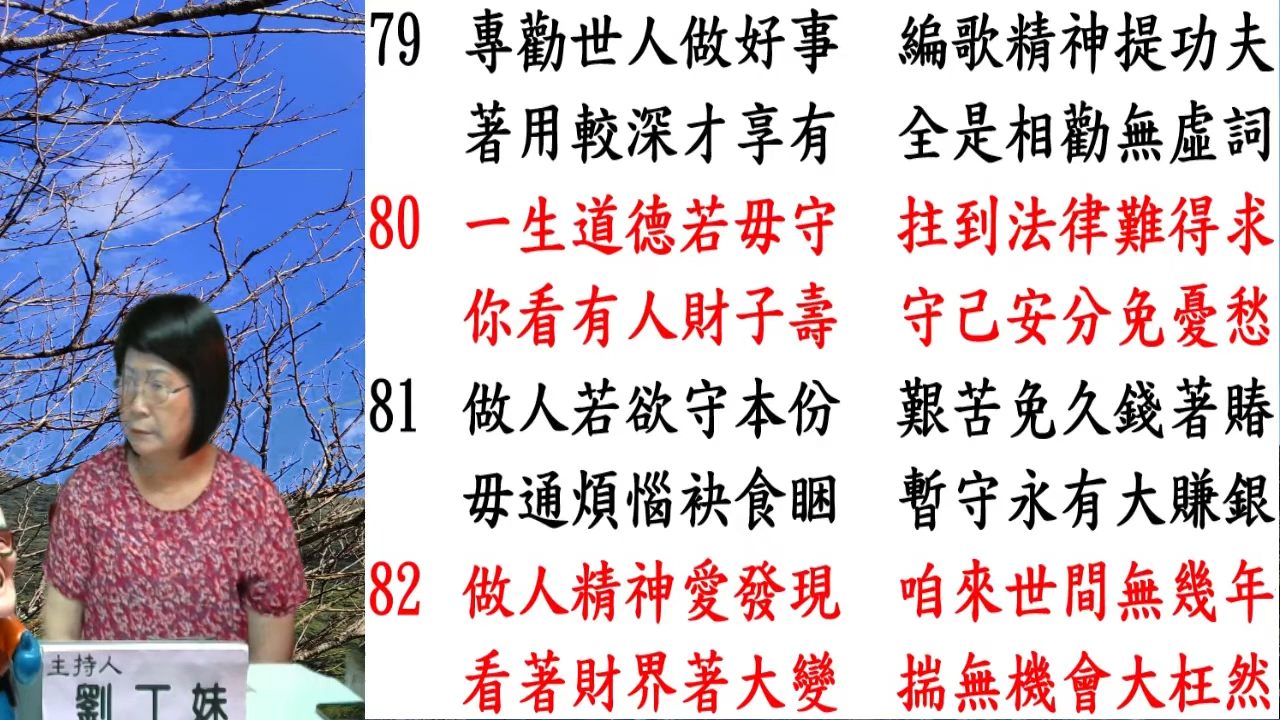 79 專勸世人做好事 編歌精神提功夫
著用較深才享有 全是相勸無虛詞
80 一生道德若毋守 拄到法律難得求
你看有人財子壽 守己安分免憂愁
81 做人若欲守本份 艱苦免久錢著賰
毋通煩惱袂食睏 暫守永有大賺銀
82 做人精神愛發現 咱來世間無幾年
看著財界著大變 揣無機會大枉然
主持人
劉丁妹